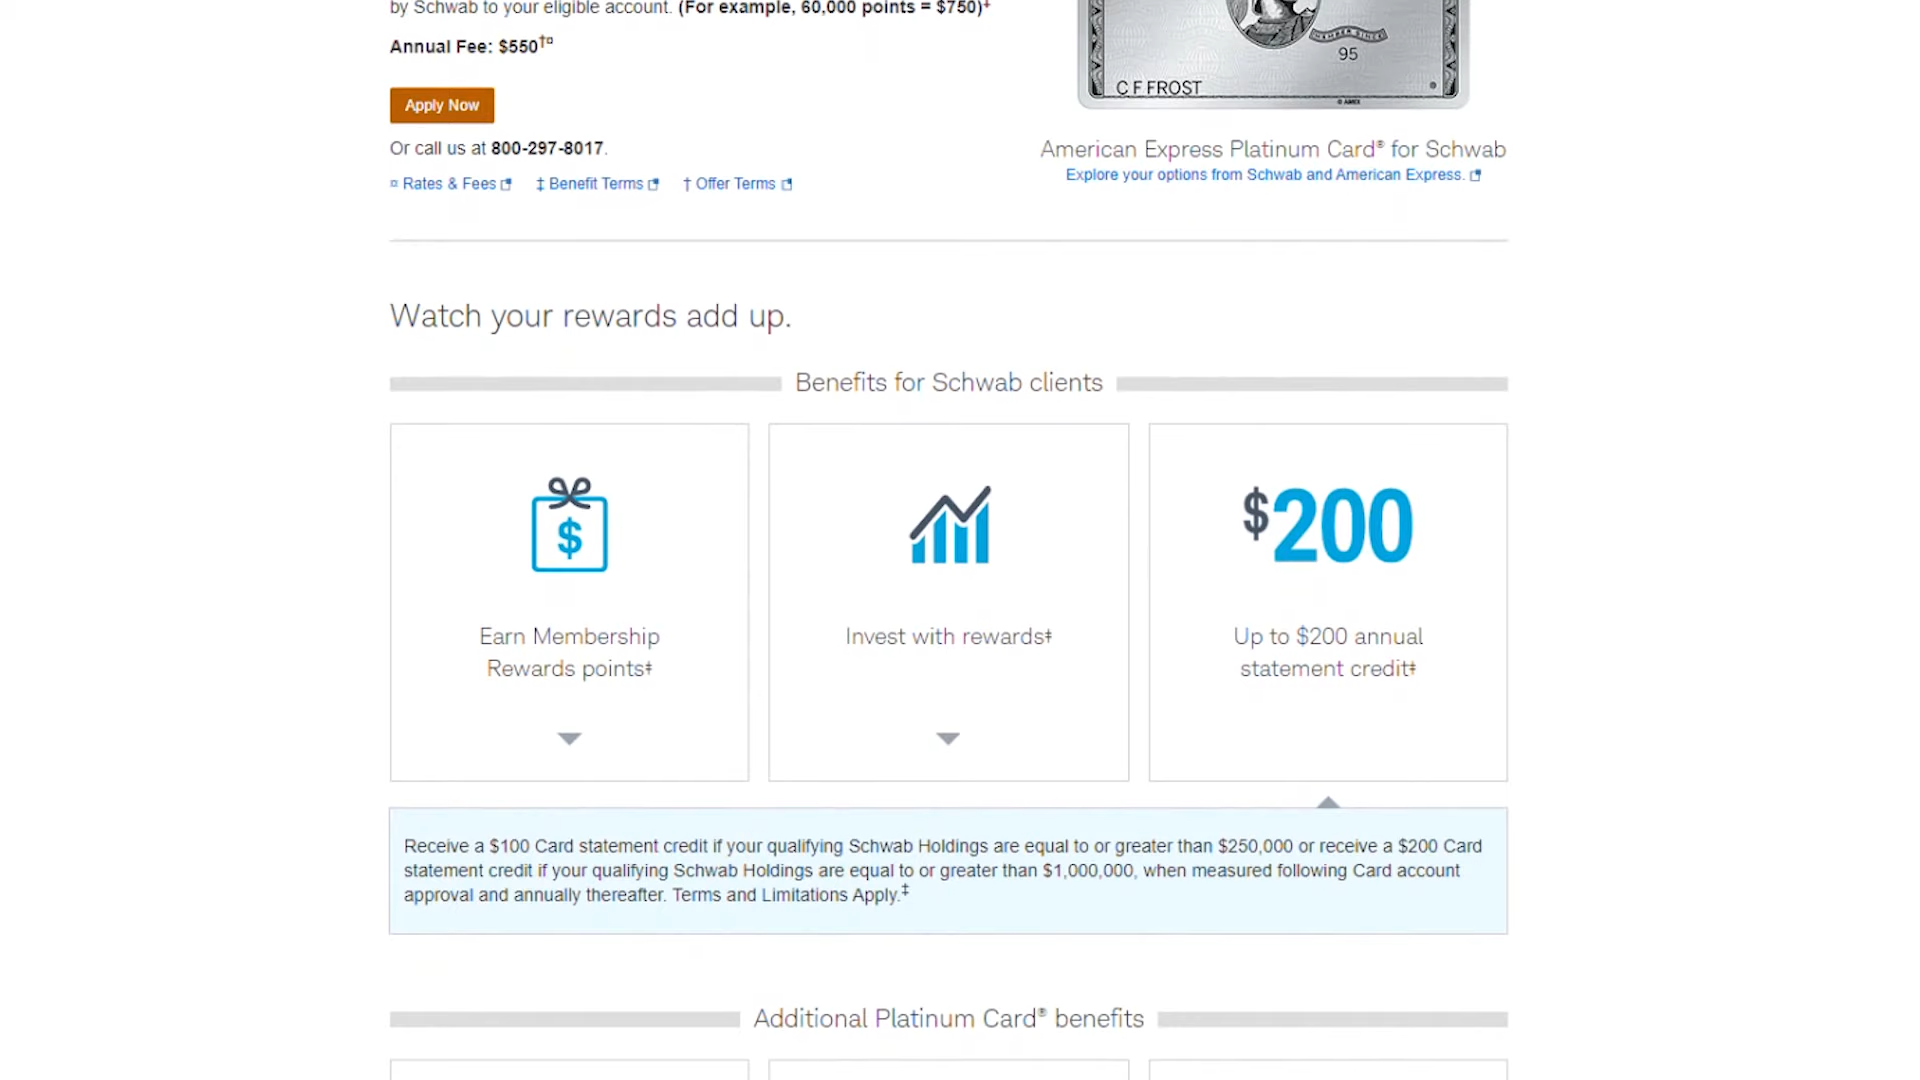 by Schwab to your eligible account. (For example, 60,000 points = $750)‡
Annual Fee: $550†¤
Apply Now
Or call us at 800-297-8017.
¤ Rates & Fees ‡ Benefit Terms † Offer Terms
MEMBER SINCE
95
C F FROST
® AMEX
American Express Platinum Card® for Schwab
Explore your options from Schwab and American Express.
Watch your rewards add up.
Benefits for Schwab clients
$
Earn Membership
Rewards points‡
Invest with rewards‡
$200
Up to $200 annual
statement credit‡
Receive a $100 Card statement credit if your qualifying Schwab Holdings are equal to or greater than $250,000 or receive a $200 Card
statement credit if your qualifying Schwab Holdings are equal to or greater than $1,000,000, when measured following Card account
approval and annually thereafter. Terms and Limitations Apply.‡
Additional Platinum Card® benefits